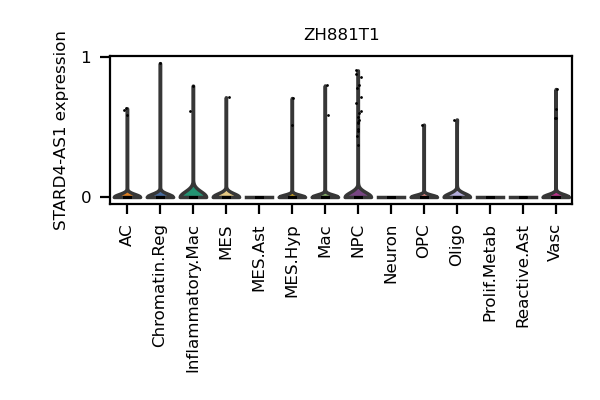 ZH881T1
STARD4-AS1 expression
1
0
AC
Chromatin.Reg
Inflammatory.Mac
MES
MES.Ast
MES.Hyp
Mac
NPC
Neuron
OPC
Oligo
Prolif.Metab
Reactive.Ast
Vasc